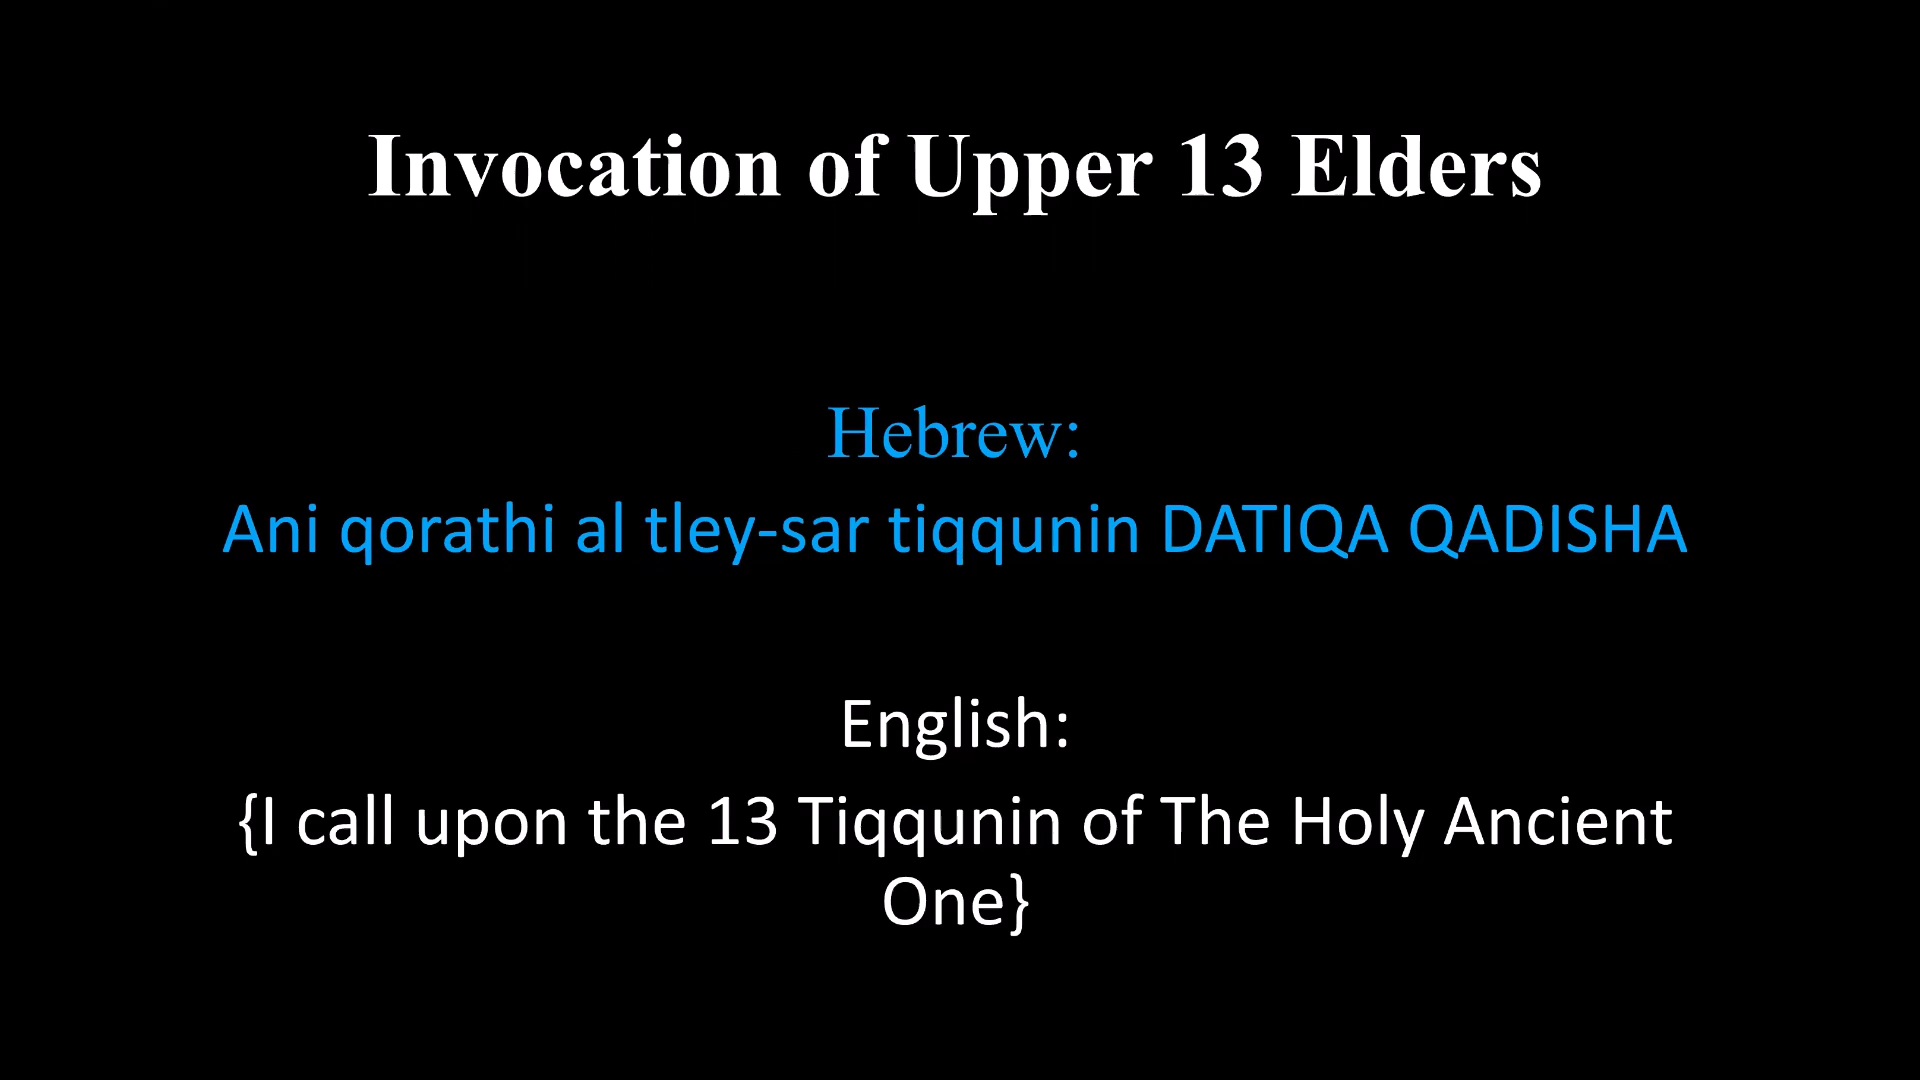 Invocation of Upper 13 Elders
Hebrew:
Ani qorathi al tley-sar tiqqunin DATIQA QADISHA
English:
{I call upon the 13 Tiqqunin of The Holy Ancient
One}